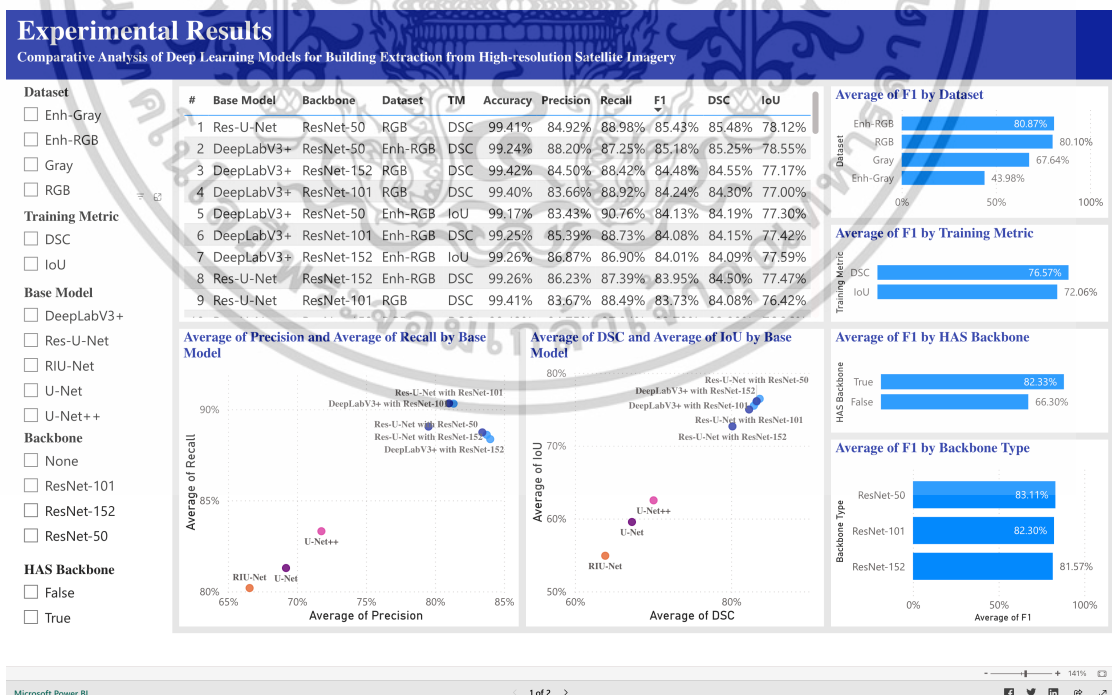 Experimental Results
Comparative Analysis of Deep Learning Models for Building Extraction from High-resolution Satellite Imagery
Dataset
Enh-Gray
Enh-RGB
Gray
RGB
Training Metric
DSC
IoU
Base Model
DeepLabV3+
Res-U-Net
RIU-Net
U-Net
U-Net++
Backbone
None
ResNet-101
ResNet-152
ResNet-50
HAS Backbone
False
True
# Base Model Backbone Dataset TM Accuracy Precision Recall F1 DSC IoU
1 Res-U-Net ResNet-50 RGB DSC 99.41% 84.92% 88.98% 85.43% 85.48% 78.12%
2 DeepLabV3+ ResNet-50 Enh-RGB DSC 99.24% 88.20% 87.25% 85.18% 85.25% 78.55%
3 DeepLabV3+ ResNet-152 RGB DSC 99.42% 84.50% 88.42% 84.48% 84.55% 77.17%
4 DeepLabV3+ ResNet-101 RGB DSC 99.40% 83.66% 88.92% 84.24% 84.30% 77.00%
5 DeepLabV3+ ResNet-50 Enh-RGB IoU 99.17% 83.43% 90.76% 84.13% 84.19% 77.30%
6 DeepLabV3+ ResNet-101 Enh-RGB DSC 99.25% 85.39% 88.73% 84.08% 84.15% 77.42%
7 DeepLabV3+ ResNet-152 Enh-RGB IoU 99.26% 86.87% 86.90% 84.01% 84.09% 77.59%
8 Res-U-Net ResNet-152 Enh-RGB DSC 99.26% 86.23% 87.39% 83.95% 84.50% 77.47%
9 Res-U-Net ResNet-101 RGB DSC 99.41% 83.67% 88.49% 83.73% 84.08% 76.42%
Average of Precision and Average of Recall by Base
Model
Average of Recall
90%
85%
80%
Res-U-Net with ResNet-101
DeepLabV3+ with ResNet-101
Res-U-Net with ResNet-50
Res-U-Net with ResNet-152
DeepLabV3+ with ResNet-152
U-Net++
RIU-Net
U-Net
65% 70% 75% 80% 85%
Average of Precision
Average of DSC and Average of IoU by Base
Model
Average of IoU
80%
70%
60%
50%
Res-U-Net with ResNet-50
DeepLabV3+ with ResNet-152
DeepLabV3+ with ResNet-101
Res-U-Net with ResNet-101
Res-U-Net with ResNet-152
U-Net++
U-Net
RIU-Net
60% 80%
Average of DSC
Average of F1 by Dataset
Dataset
Enh-RGB 80.87%
RGB 80.10%
Gray 67.64%
Enh-Gray 43.98%
0% 50% 100%
Average of F1 by Training Metric
Training Metric
DSC 76.57%
IoU 72.06%
Average of F1 by HAS Backbone
HAS Backbone
True 82.33%
False 66.30%
Average of F1 by Backbone Type
Backbone Type
ResNet-50 83.11%
ResNet-101 82.30%
ResNet-152 81.57%
0% 50% 100%
Average of F1
- + 141%
Microsoft Power BI
1 of 2